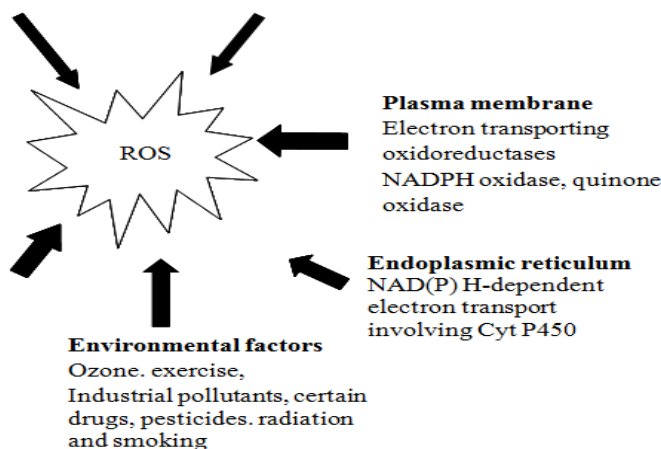 ROS
Plasma membrane
Electron transporting
oxidoreductases
NADPH oxidase, quinone
oxidase
Endoplasmic reticulum
NAD(P) H-dependent
electron transport
involving Cyt P450
Environmental factors
Ozone. exercise,
Industrial pollutants, certain
drugs, pesticides. radiation
and smoking